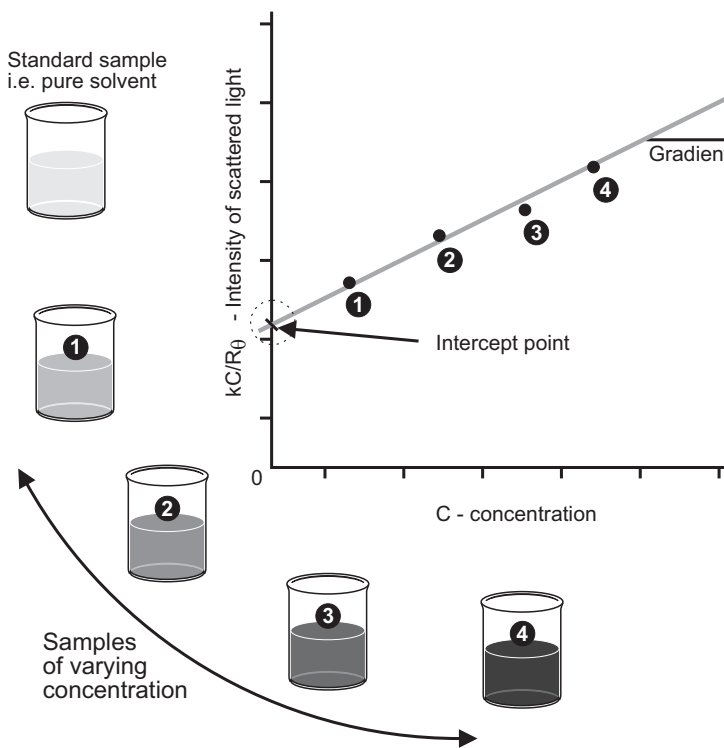 Standard sample
i.e. pure solvent
kC/Rθ - Intensity of scattered light
Gradien
1
2
3
4
Intercept point
0
C - concentration
1
2
3
4
Samples
of varying
concentration